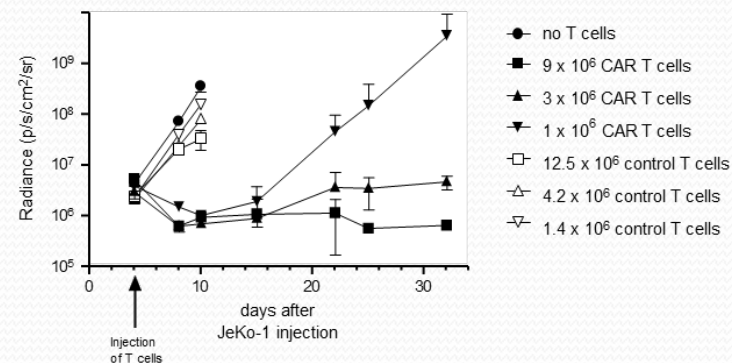 Radiance (p/s/cm²/sr)
10⁹
10⁸
10⁷
10⁶
10⁵
0
10
20
30
days after
JeKo-1 injection
Injection
of T cells
no T cells
9 x 10⁶ CAR T cells
3 x 10⁶ CAR T cells
1 x 10⁶ CAR T cells
12.5 x 10⁶ control T cells
4.2 x 10⁶ control T cells
1.4 x 10⁶ control T cells